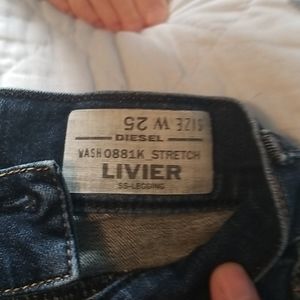 SIZE W 25
DIESEL
WASH 0881K STRETCH
LIVIER
SS-LEGGING